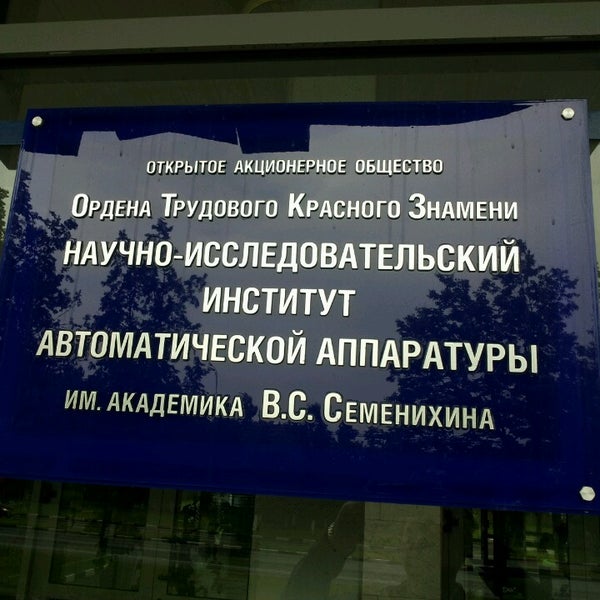 ОТКРЫТОЕ АКЦИОНЕРНОЕ ОБЩЕСТВО
ОРДЕНА ТРУДОВОГО КРАСНОГО ЗНАМЕНИ
НАУЧНО-ИССЛЕДОВАТЕЛЬСКИЙ
ИНСТИТУТ
АВТОМАТИЧЕСКОЙ АППАРАТУРЫ
ИМ. АКАДЕМИКА В.С. СЕМЕНИХИНА